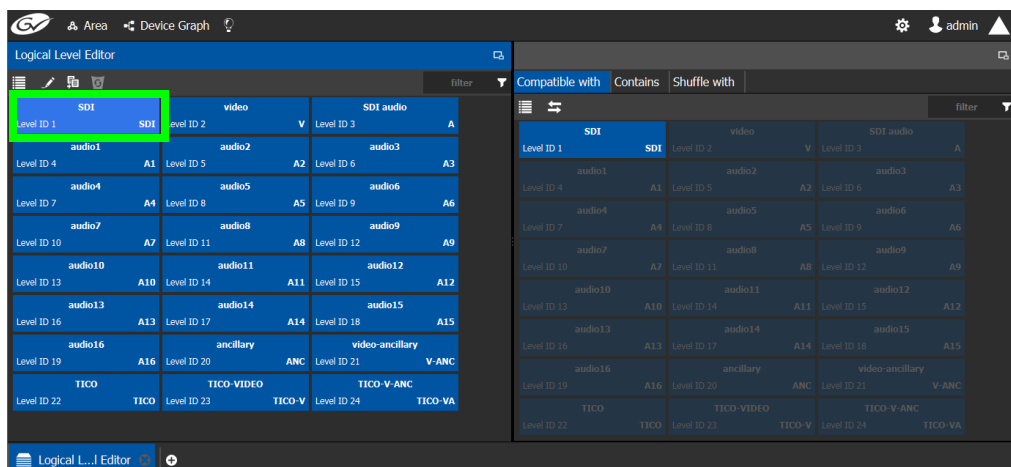 GV Area Device Graph admin
Logical Level Editor
filter
SDI video SDI audio
Level ID 1 SDI Level ID 2 V Level ID 3 A
audio1 audio2 audio3
Level ID 4 A1 Level ID 5 A2 Level ID 6 A3
audio4 audio5 audio6
Level ID 7 A4 Level ID 8 A5 Level ID 9 A6
audio7 audio8 audio9
Level ID 10 A7 Level ID 11 A8 Level ID 12 A9
audio10 audio11 audio12
Level ID 13 A10 Level ID 14 A11 Level ID 15 A12
audio13 audio14 audio15
Level ID 16 A13 Level ID 17 A14 Level ID 18 A15
audio16 ancillary video-ancillary
Level ID 19 A16 Level ID 20 ANC Level ID 21 V-ANC
TICO TICO-VIDEO TICO-V-ANC
Level ID 22 TICO Level ID 23 TICO-V Level ID 24 TICO-VA
Compatible with Contains Shuffle with
filter
SDI video SDI audio
Level ID 1 SDI Level ID 2 V Level ID 3 A
audio1 audio2 audio3
Level ID 4 A1 Level ID 5 A2 Level ID 6 A3
audio4 audio5 audio6
Level ID 7 A4 Level ID 8 A5 Level ID 9 A6
audio7 audio8 audio9
Level ID 10 A7 Level ID 11 A8 Level ID 12 A9
audio10 audio11 audio12
Level ID 13 A10 Level ID 14 A11 Level ID 15 A12
audio13 audio14 audio15
Level ID 16 A13 Level ID 17 A14 Level ID 18 A15
audio16 ancillary video-ancillary
Level ID 19 A16 Level ID 20 ANC Level ID 21 V-ANC
TICO TICO-VIDEO TICO-V-ANC
Level ID 22 TICO Level ID 23 TICO-V Level ID 24 TICO-VA
Logical L...l Editor